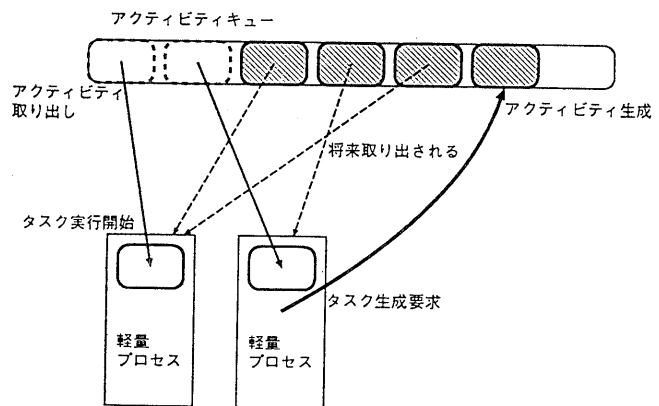 アクティビティキュー
アクティビティ
取り出し
アクティビティ生成
将来取り出される
タスク実行開始
タスク生成要求
軽量
プロセス
軽量
プロセス